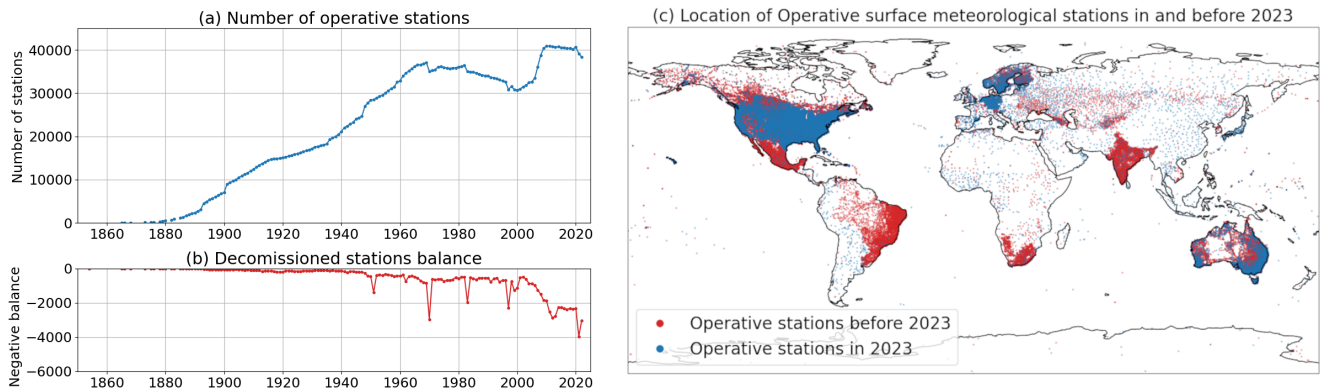 (a) Number of operative stations
Number of stations
40000
30000
20000
10000
0
1860 1880 1900 1920 1940 1960 1980 2000 2020
(b) Decomissioned stations balance
Negative balance
0
−2000
−4000
−6000
1860 1880 1900 1920 1940 1960 1980 2000 2020
(c) Location of Operative surface meteorological stations in and before 2023
Operative stations before 2023
Operative stations in 2023